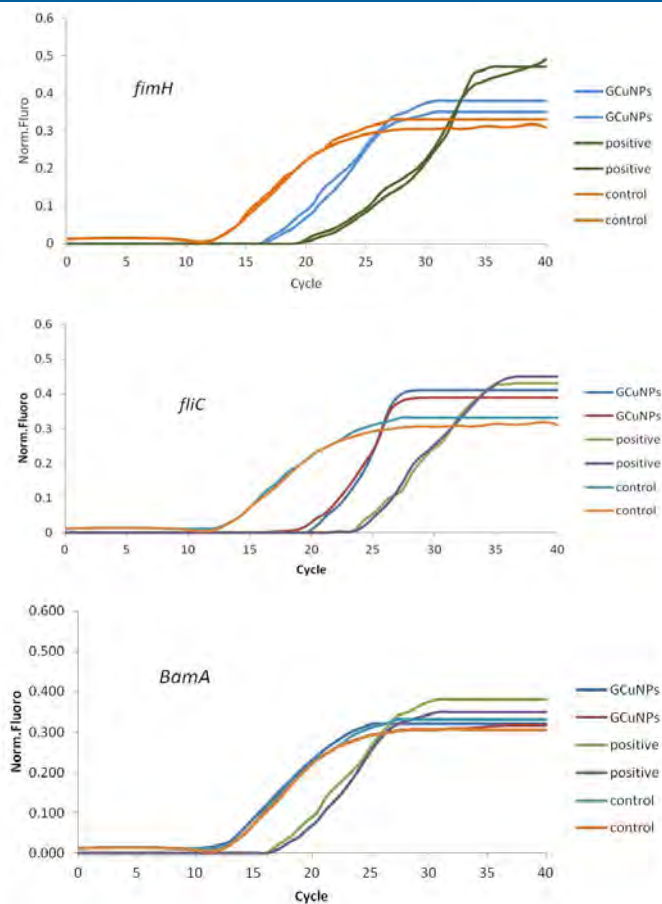 0.6
0.5
0.4
0.3
0.2
0.1
0
Norm.Fluro
fimH
0 5 10 15 20 25 30 35 40
Cycle
GCuNPs
GCuNPs
positive
positive
control
control
0.6
0.5
0.4
0.3
0.2
0.1
0
Norm.Fluoro
fliC
0 5 10 15 20 25 30 35 40
Cycle
GCuNPs
GCuNPs
positive
positive
control
control
0.600
0.500
0.400
0.300
0.200
0.100
0.000
Norm.Fluoro
BamA
0 5 10 15 20 25 30 35 40
Cycle
GCuNPs
GCuNPs
positive
positive
control
control